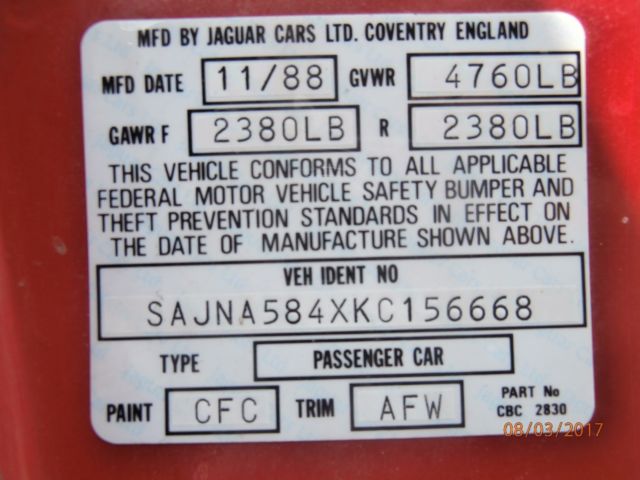 MFD BY JAGUAR CARS LTD. COVENTRY ENGLAND
MFD DATE 11/88 GVWR 4760LB
GAWR F 2380LB R 2380LB
THIS VEHICLE CONFORMS TO ALL APPLICABLE
FEDERAL MOTOR VEHICLE SAFETY BUMPER AND
THEFT PREVENTION STANDARDS IN EFFECT ON
THE DATE OF MANUFACTURE SHOWN ABOVE.
VEH IDENT NO
SAJNA584XKC156668
TYPE PASSENGER CAR
PAINT CFC TRIM AFW PART No
CBC 2830
08/03/2017